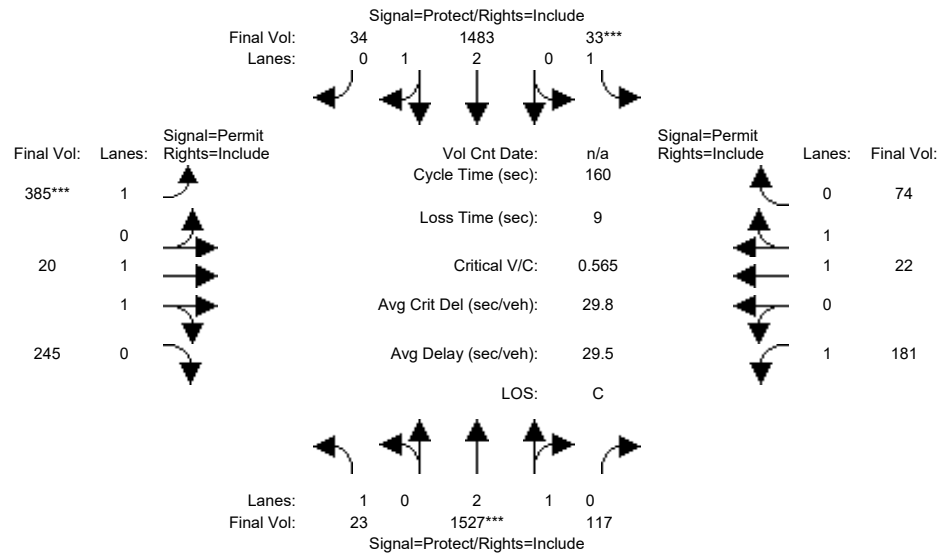 Signal=Protect/Rights=Include
Final Vol: 34 1483 33***
Lanes: 0 1 2 0 1
Signal=Permit
Final Vol: Lanes: Rights=Include
Vol Cnt Date: n/a
Signal=Permit
Rights=Include Lanes: Final Vol:
Cycle Time (sec): 160
385*** 1
0 74
Loss Time (sec): 9
0
1
20 1
Critical V/C: 0.565
1 22
1
Avg Crit Del (sec/veh): 29.8
0
245 0
Avg Delay (sec/veh): 29.5
1 181
LOS: C
Lanes: 1 0 2 1 0
Final Vol: 23 1527*** 117
Signal=Protect/Rights=Include